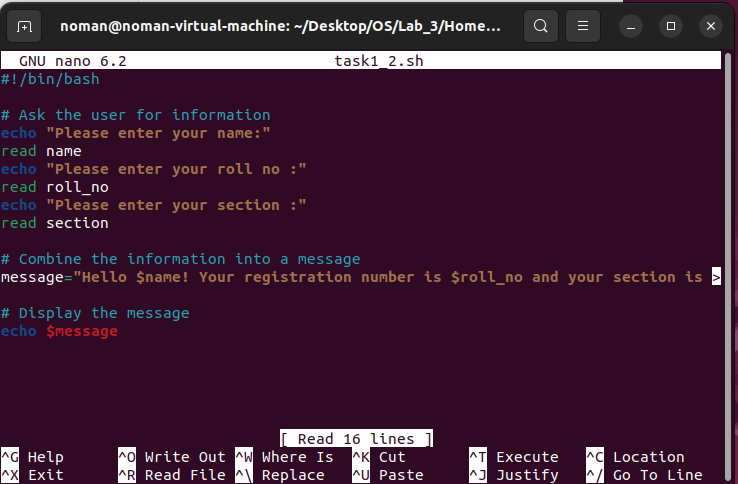 noman@noman-virtual-machine: ~/Desktop/OS/Lab_3/Home...
GNU nano 6.2 task1_2.sh
#!/bin/bash
# Ask the user for information
echo "Please enter your name:"
read name
echo "Please enter your roll no :"
read roll_no
echo "Please enter your section :"
read section
# Combine the information into a message
message="Hello $name! Your registration number is $roll_no and your section is >
# Display the message
echo $message
[ Read 16 lines ]
^G Help ^O Write Out ^W Where Is ^K Cut ^T Execute ^C Location
^X Exit ^R Read File ^\ Replace ^U Paste ^J Justify ^/ Go To Line